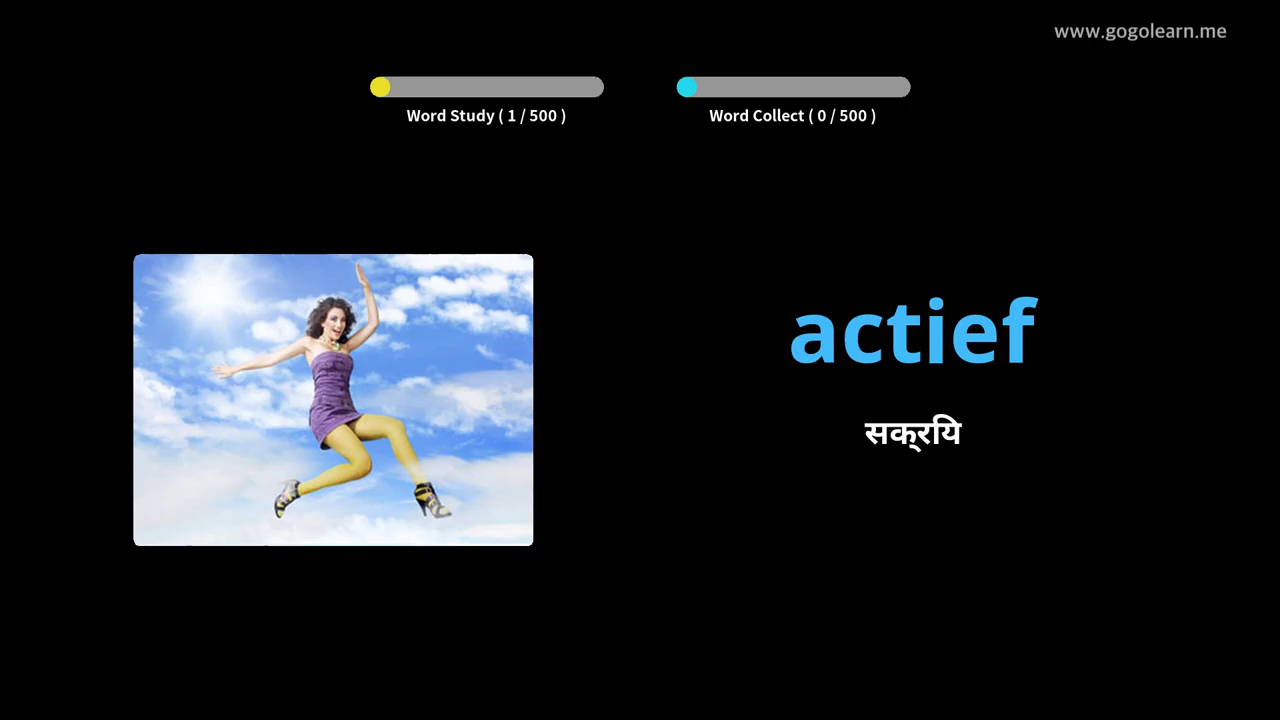 www.gogolearn.me
Word Study ( 1 / 500 )
Word Collect ( 0 / 500 )
actief
सक्रिय